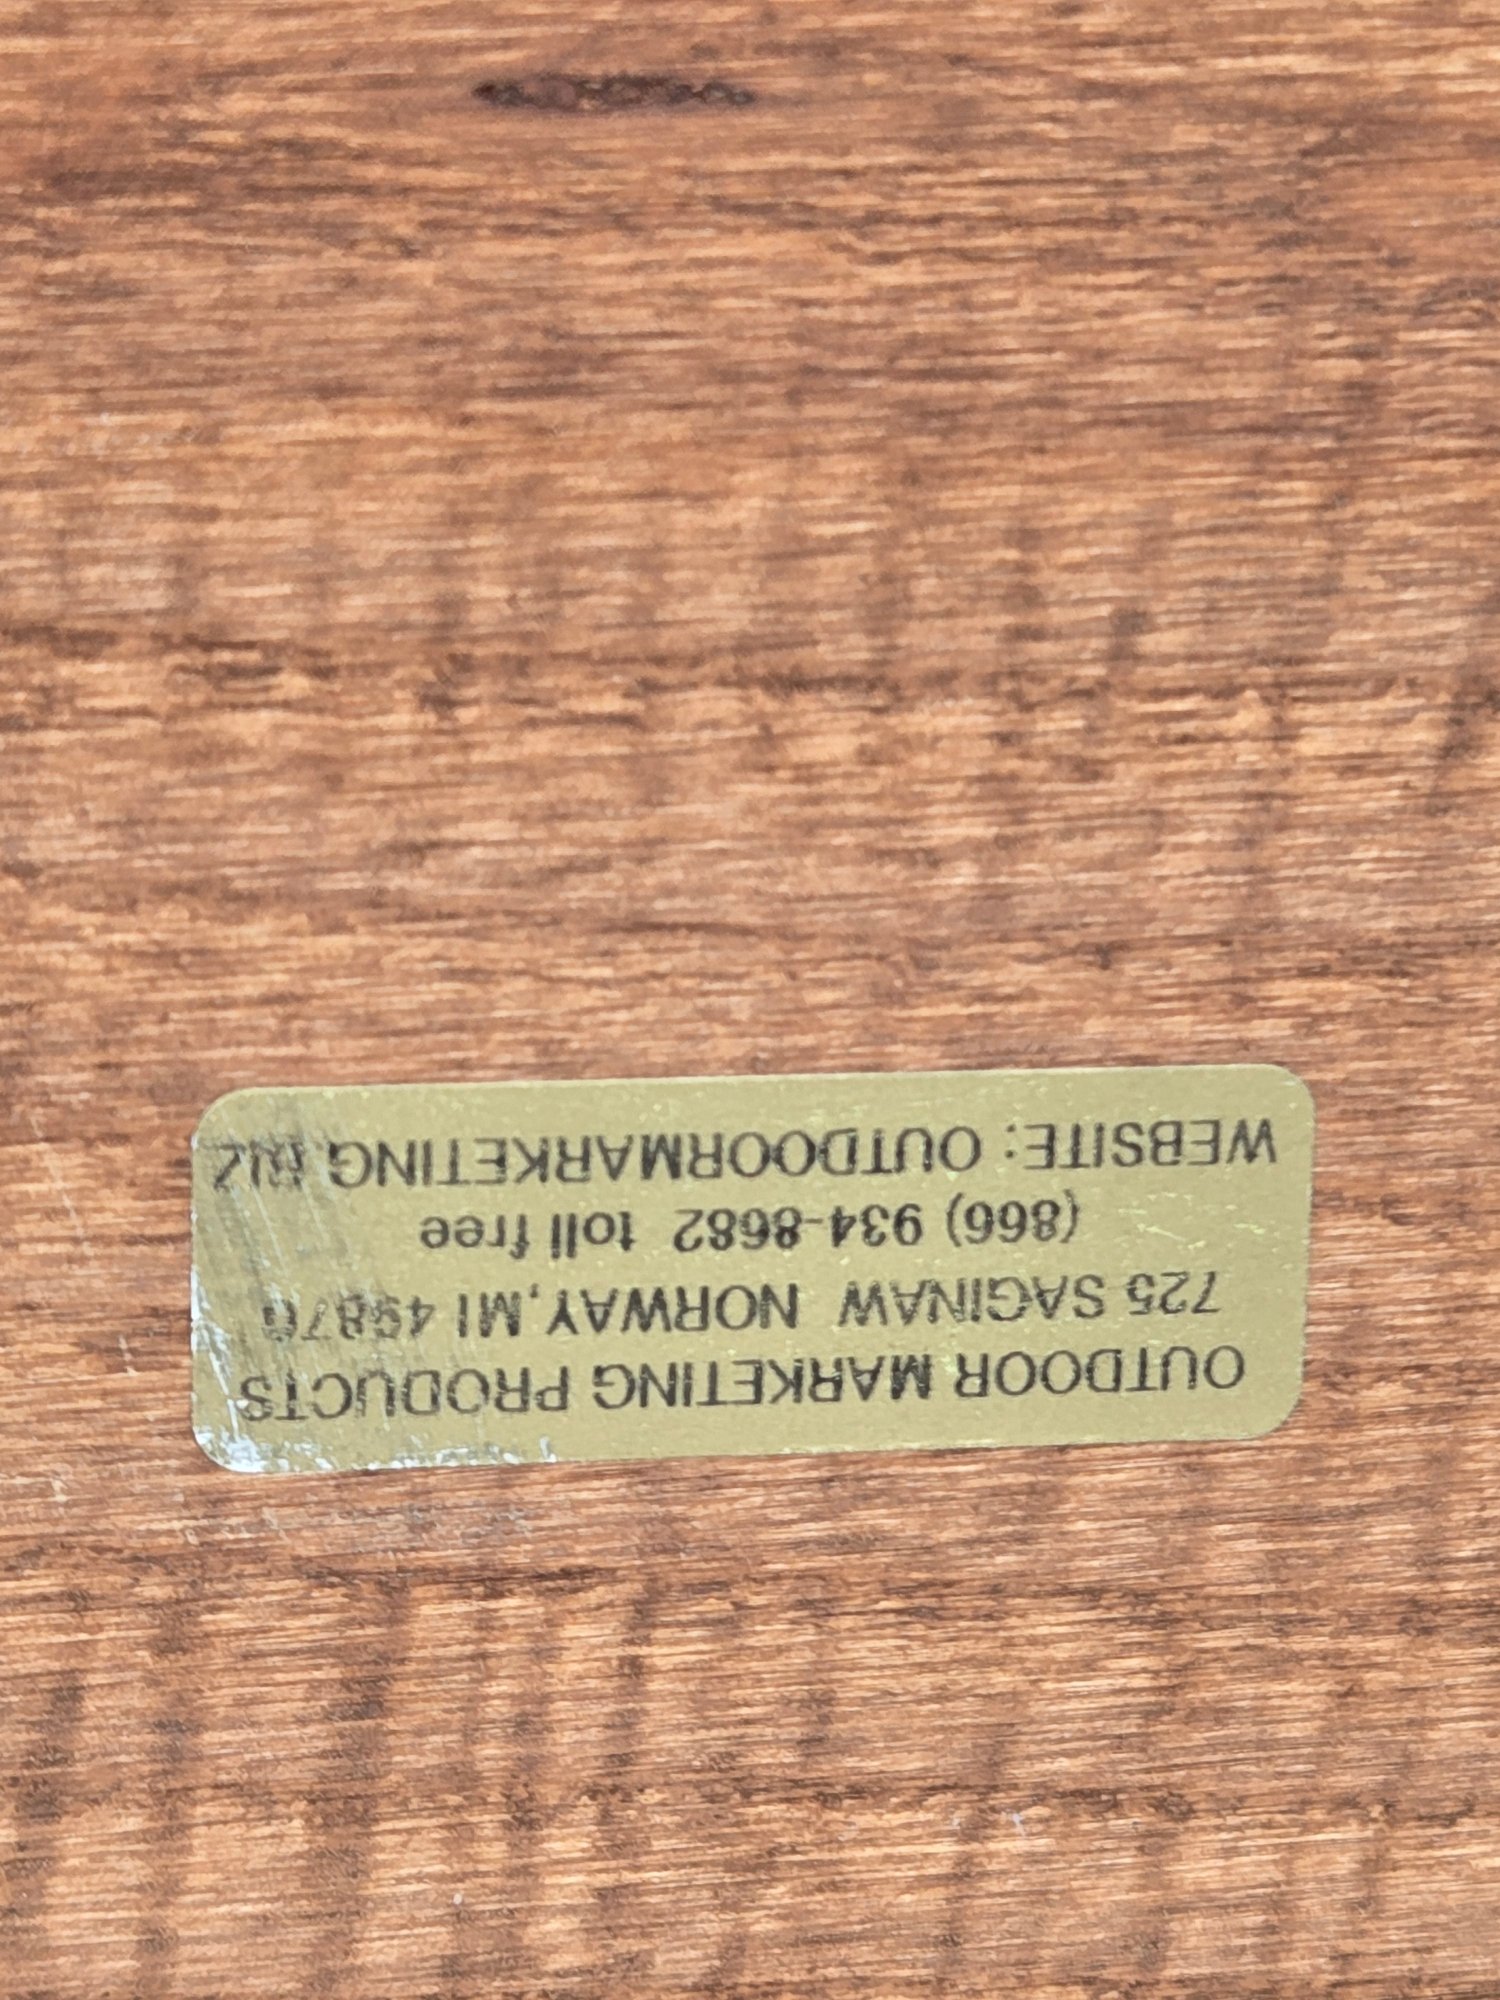 OUTDOOR MARKETING PRODUCTS
725 SAGINAW NORWAY, MI 49870
(866) 934-8682 toll free
WEBSITE: OUTDOORMARKETING.BIZ